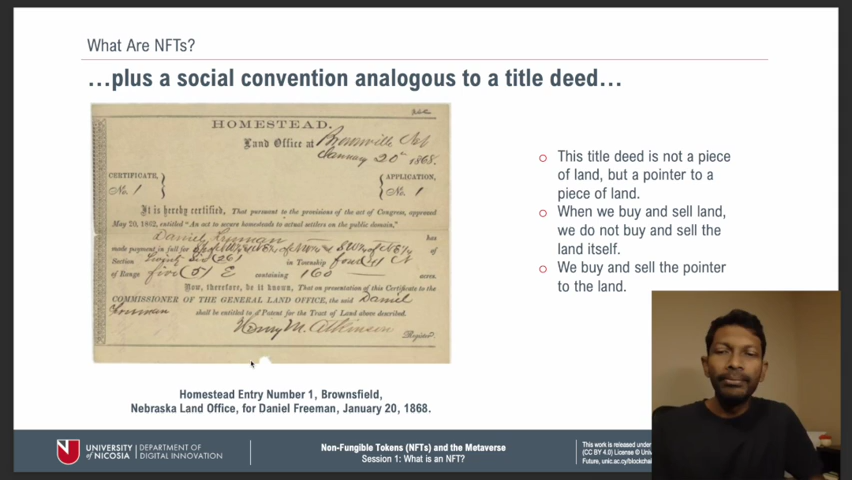 What Are NFTs?
…plus a social convention analogous to a title deed…
HOMESTEAD.
Land Office at Brownville Neb
January 20th 1868.
CERTIFICATE,
No. 1
APPLICATION,
No. 1
It is hereby certified, That pursuant to the provisions of the act of Congress, approved
May 20, 1862, entitled "An act to secure homesteads to actual settlers on the public domain,"
Daniel Freeman has
made payment in full for of
Section in Township
of Range five (5) E containing 160 acres.
Now, therefore, be it known, That on presentation of this Certificate to the
COMMISSIONER OF THE GENERAL LAND OFFICE, the said Daniel
Freeman shall be entitled to a Patent for the Tract of Land above described.
Henry M. Atkinson
Register.
Homestead Entry Number 1, Brownsfield,
Nebraska Land Office, for Daniel Freeman, January 20, 1868.
○ This title deed is not a piece
of land, but a pointer to a
piece of land.
○ When we buy and sell land,
we do not buy and sell the
land itself.
○ We buy and sell the pointer
to the land.
UNIVERSITY
of NICOSIA
DEPARTMENT OF
DIGITAL INNOVATION
Non-Fungible Tokens (NFTs) and the Metaverse
Session 1: What is an NFT?
This work is released under
(CC BY 4.0) License © Univ
Future, unic.ac.cy/blockchain